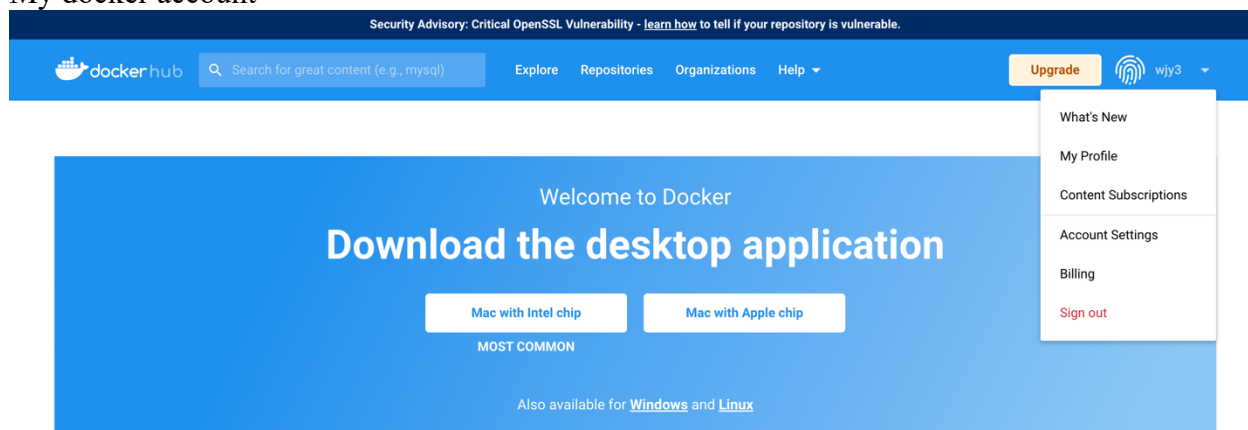 My docker account
Security Advisory: Critical OpenSSL Vulnerability - learn how to tell if your repository is vulnerable.
dockerhub Search for great content (e.g., mysql) Explore Repositories Organizations Help Upgrade wjy3
What's New
My Profile
Content Subscriptions
Account Settings
Billing
Sign out
Welcome to Docker
Download the desktop application
Mac with Intel chip Mac with Apple chip
MOST COMMON
Also available for Windows and Linux